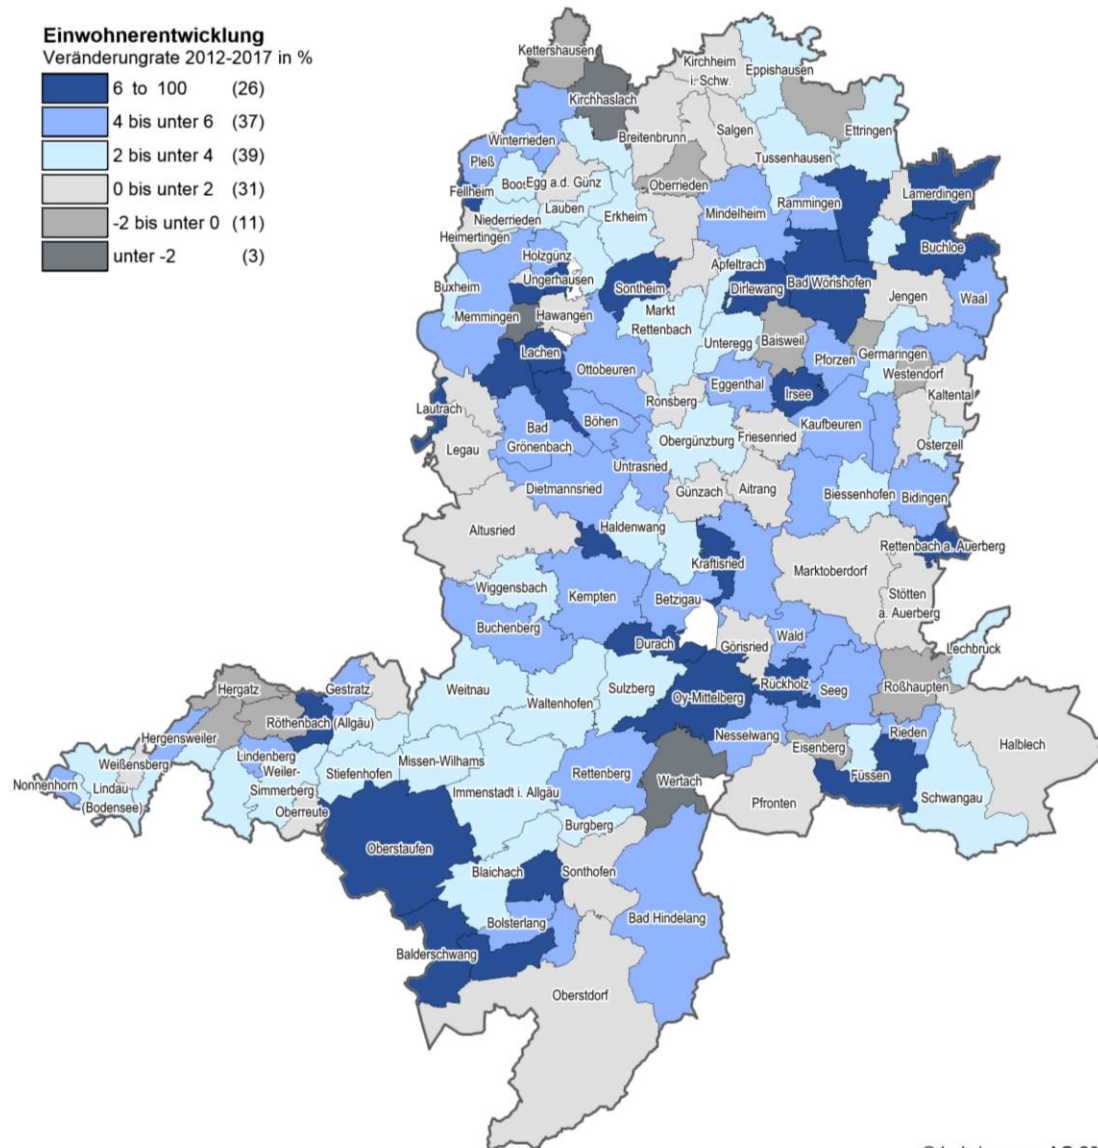 Einwohnerentwicklung
Veränderungrate 2012-2017 in %
6 to 100 (26)
4 bis unter 6 (37)
2 bis unter 4 (39)
0 bis unter 2 (31)
-2 bis unter 0 (11)
unter -2 (3)
Kettershausen
Kirchheim
i. Schw.
Eppishausen
Kirchhaslach
Breitenbrunn
Salgen
Ettringen
Winterrieden
Tussenhausen
Pleß
Boos
Egg a.d. Günz
Oberrieden
Fellheim
Lauben
Erkheim
Mindelheim
Rammingen
Lamerdingen
Niederrieden
Heimertingen
Holzgünz
Buchloe
Ungerhausen
Apfeltrach
Buxheim
Sontheim
Dirlewang
Bad Wörishofen
Jengen
Waal
Memmingen
Hawangen
Markt
Rettenbach
Unteregg
Baisweil
Germaringen
Lachen
Ottobeuren
Pforzen
Westendorf
Eggenthal
Irsee
Kaltental
Lautrach
Ronsberg
Böhen
Kaufbeuren
Bad
Grönenbach
Legau
Obergünzburg
Friesenried
Osterzell
Untrasried
Dietmannsried
Günzach
Aitrang
Biessenhofen
Bidingen
Altusried
Haldenwang
Rettenbach a. Auerberg
Kraftisried
Marktoberdorf
Wiggensbach
Kempten
Betzigau
Stötten
a. Auerberg
Buchenberg
Durach
Görisried
Wald
Lechbruck
Hergatz
Gestratz
Weitnau
Waltenhofen
Sulzberg
Oy-Mittelberg
Rückholz
Seeg
Roßhaupten
Röthenbach (Allgäu)
Hergensweiler
Nesselwang
Eisenberg
Rieden
Halblech
Weißensberg
Lindenberg
Weiler-
Simmerberg
Missen-Wilhams
Stiefenhofen
Rettenberg
Wertach
Füssen
Nonnenhorn
Lindau
(Bodensee)
Immenstadt i. Allgäu
Pfronten
Schwangau
Oberreute
Burgberg
Oberstaufen
Blaichach
Sonthofen
Bolsterlang
Bad Hindelang
Balderschwang
Oberstdorf